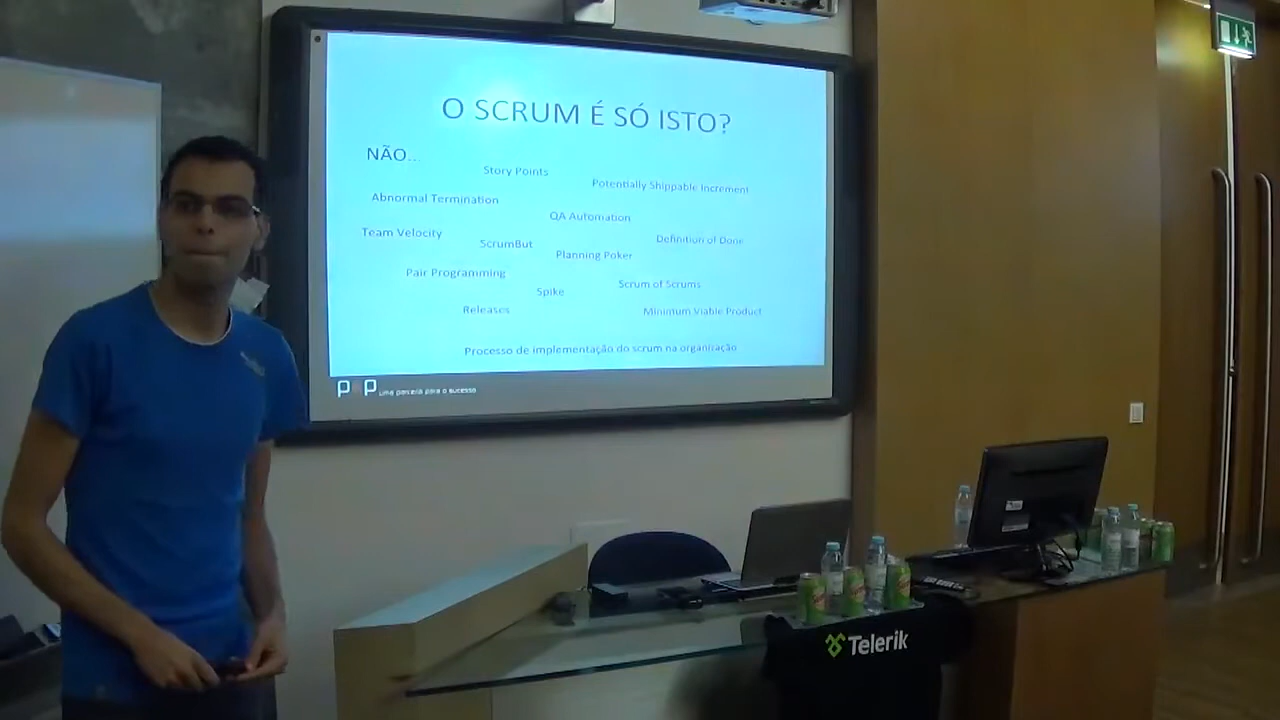 O SCRUM É SÓ ISTO?
NÃO...
Story Points
Potentially Shippable Increment
Abnormal Termination
QA Automation
Team Velocity
ScrumBut
Definition of Done
Planning Poker
Pair Programming
Scrum of Scrums
Spike
Releases
Minimum Viable Product
Processo de implementação do scrum na organização
uma parceria para o sucesso
Telerik